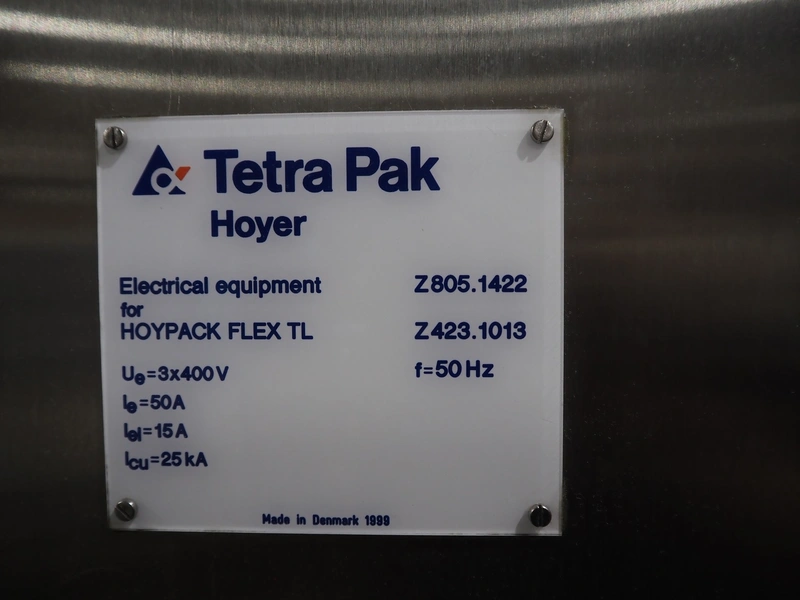 Tetra Pak
Hoyer
Electrical equipment Z805.1422
for
HOYPACK FLEX TL Z423.1013
Ue=3x400V f=50Hz
Ie=50A
Iel=15A
Icu=25kA
Made in Denmark 1999